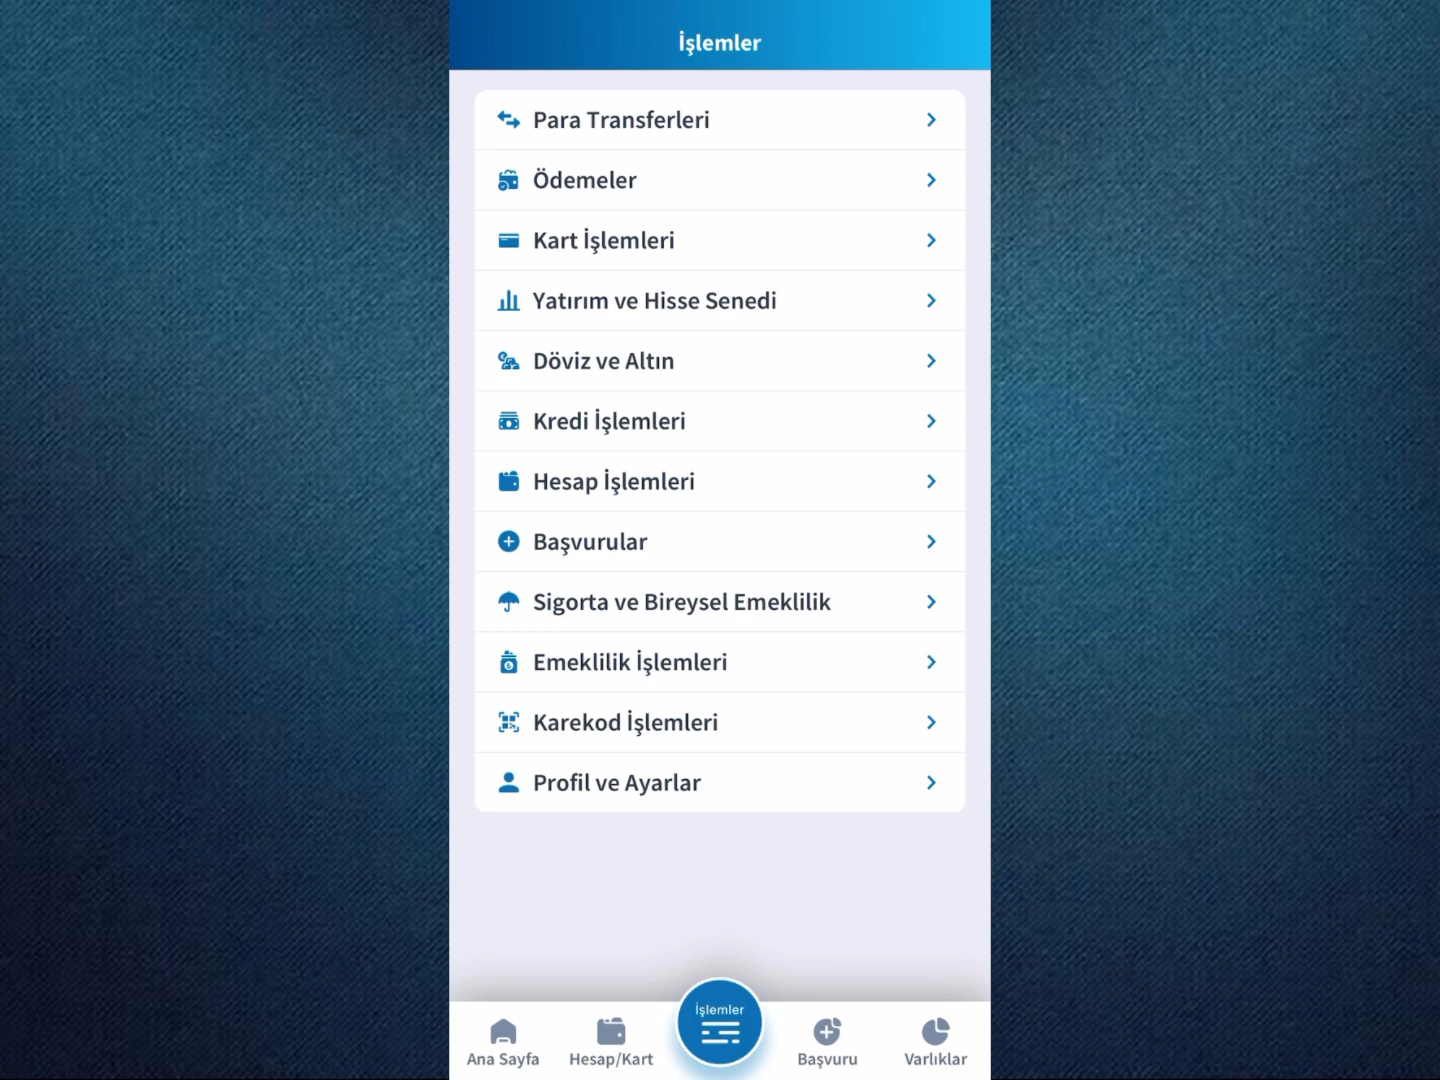 İşlemler
Para Transferleri
Ödemeler
Kart İşlemleri
Yatırım ve Hisse Senedi
Döviz ve Altın
Kredi İşlemleri
Hesap İşlemleri
Başvurular
Sigorta ve Bireysel Emeklilik
Emeklilik İşlemleri
Karekod İşlemleri
Profil ve Ayarlar
İşlemler
Ana Sayfa
Hesap/Kart
Başvuru
Varlıklar